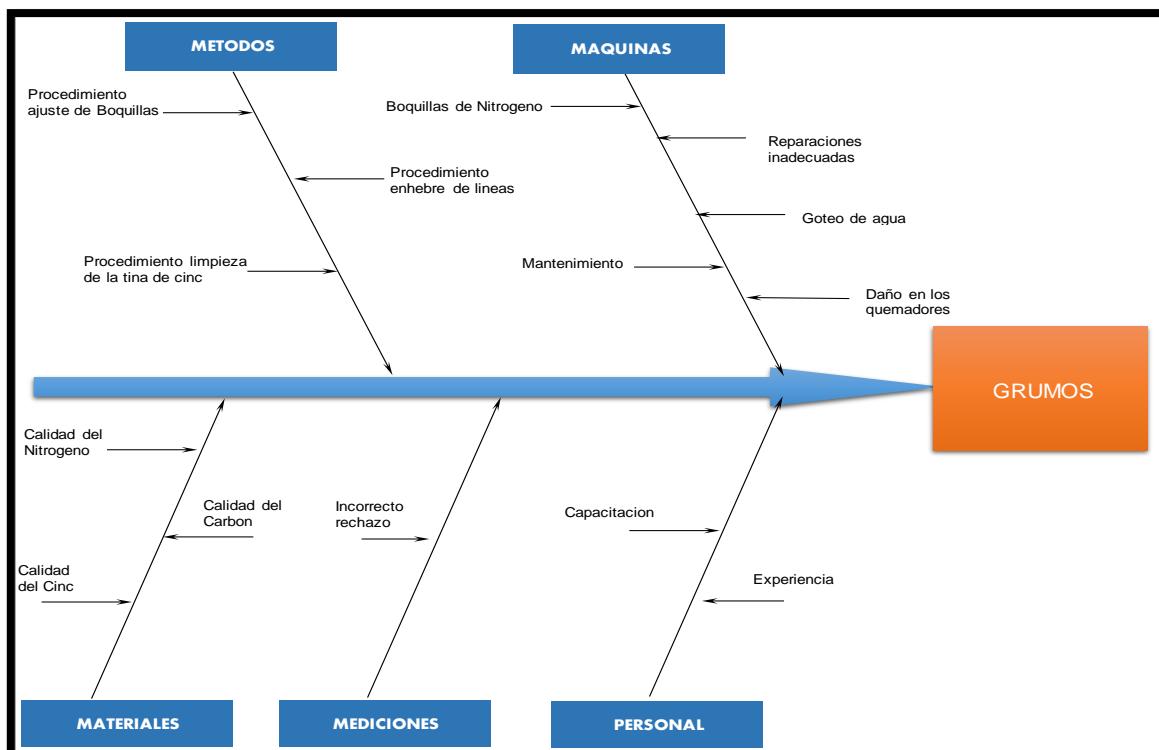 METODOS
MAQUINAS
Procedimiento
ajuste de Boquillas
Boquillas de Nitrogeno
Reparaciones
inadecuadas
Procedimiento
enhebre de lineas
Goteo de agua
Procedimiento limpieza
de la tina de cinc
Mantenimiento
Daño en los
quemadores
GRUMOS
Calidad del
Nitrogeno
Calidad del
Carbon
Incorrecto
rechazo
Capacitacion
Calidad
del Cinc
Experiencia
MATERIALES
MEDICIONES
PERSONAL